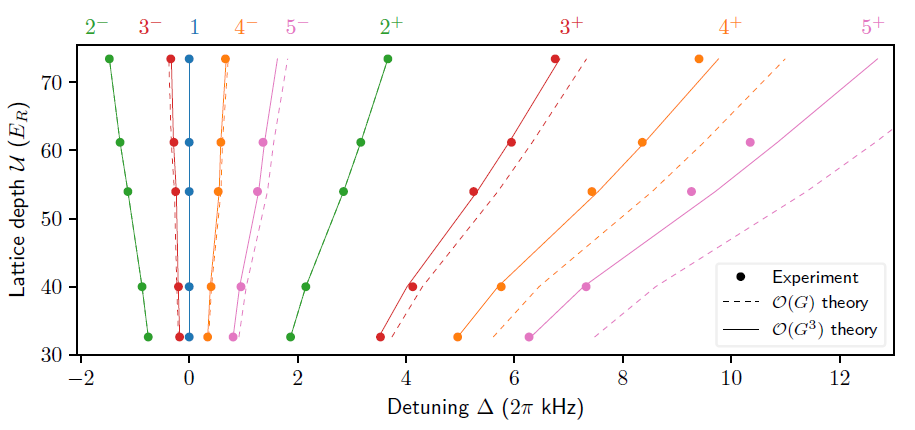 2⁻ 3⁻ 1 4⁻ 5⁻ 2⁺ 3⁺ 4⁺ 5⁺
Lattice depth 𝒰 (E_R)
70
60
50
40
30
Experiment
𝒪(G) theory
𝒪(G³) theory
−2 0 2 4 6 8 10 12
Detuning Δ (2π kHz)